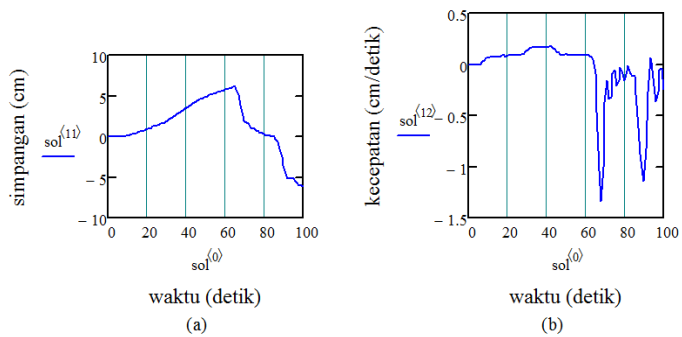 simpangan (cm)
sol⟨11⟩
10
5
0
− 5
− 10
0 20 40 60 80 100
sol⟨0⟩
waktu (detik)
(a)
kecepatan (cm/detik)
sol⟨12⟩
0.5
0
− 0.5
− 1
− 1.5
0 20 40 60 80 100
sol⟨0⟩
waktu (detik)
(b)